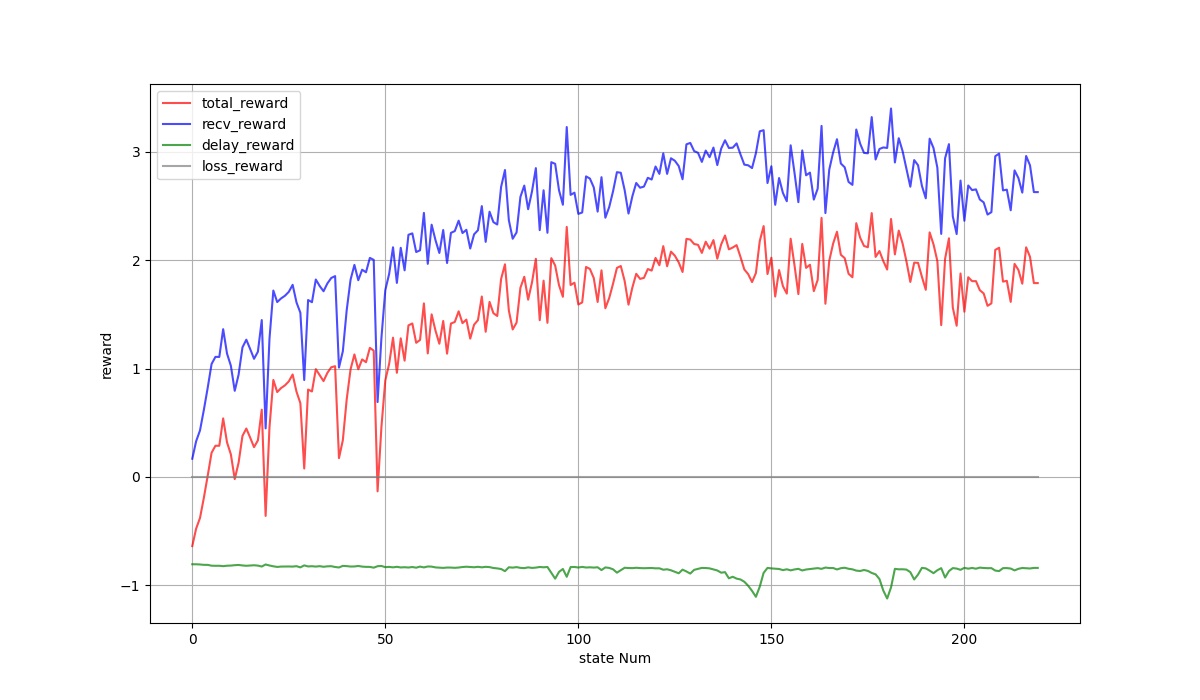 total_reward
recv_reward
delay_reward
loss_reward
reward
3
2
1
0
−1
0 50 100 150 200
state Num